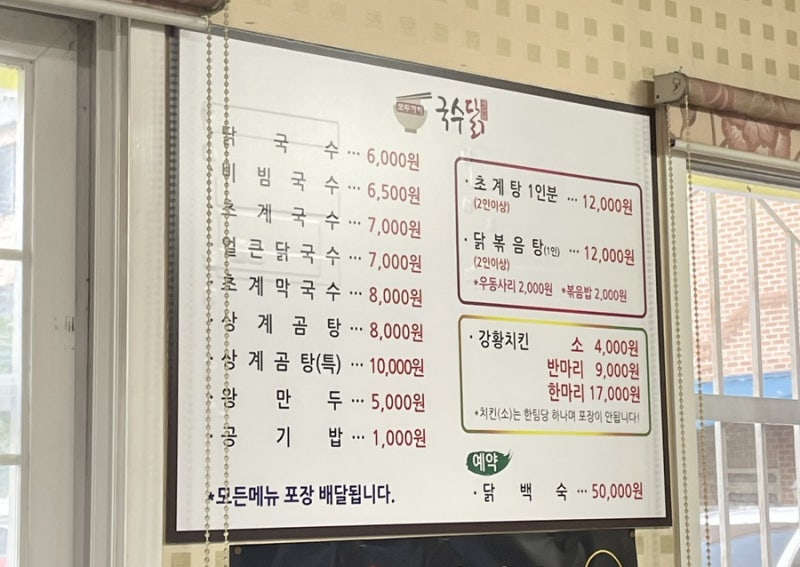 국수닭
닭국수 ··· 6,000원
비빔국수 ··· 6,500원
초계국수 ··· 7,000원
얼큰닭국수 ··· 7,000원
·초계막국수 ··· 8,000원
·상계곰탕 ··· 8,000원
·상계곰탕(특) ··· 10,000원
·왕만두 ··· 5,000원
·공기밥 ··· 1,000원
*모든메뉴 포장 배달됩니다.
·초계탕 1인분 ··· 12,000원
(2인이상)
·닭볶음탕(1인) ··· 12,000원
(2인이상)
*우동사리 2,000원 *볶음밥 2,000원
·강황치킨 소 4,000원
반마리 9,000원
한마리 17,000원
*치킨(소)는 한팀당 하나며 포장이 안됩니다!
예약
·닭백숙 ··· 50,000원